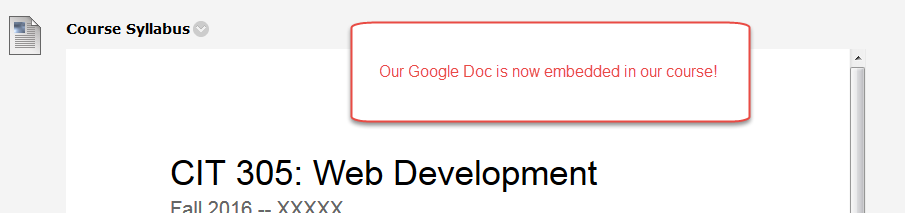 Course Syllabus
Our Google Doc is now embedded in our course!
CIT 305: Web Development
Fall 2016 -- XXXXX